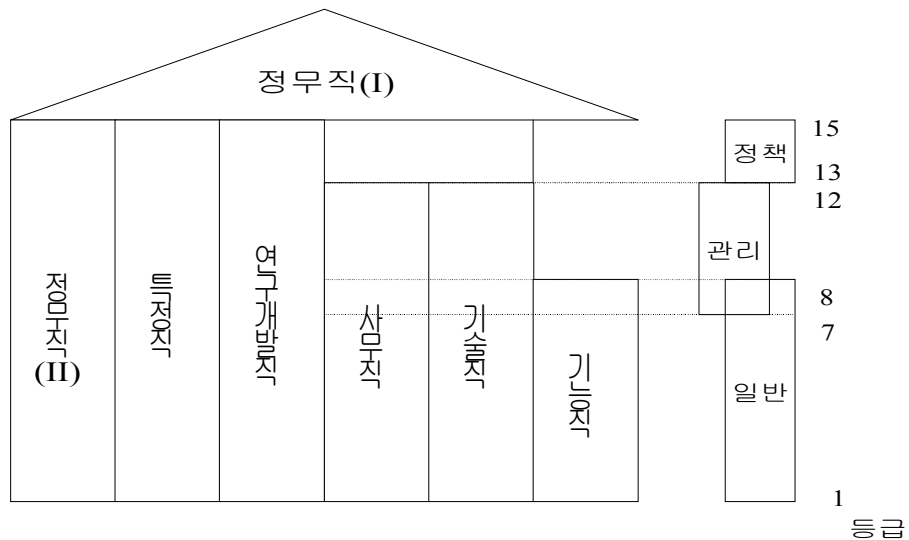 정무직(I)
정무직
(II)
특정직
연구개발직
사무직
기술직
기능직
15
정책
13
12
관리
8
7
일반
1
등급